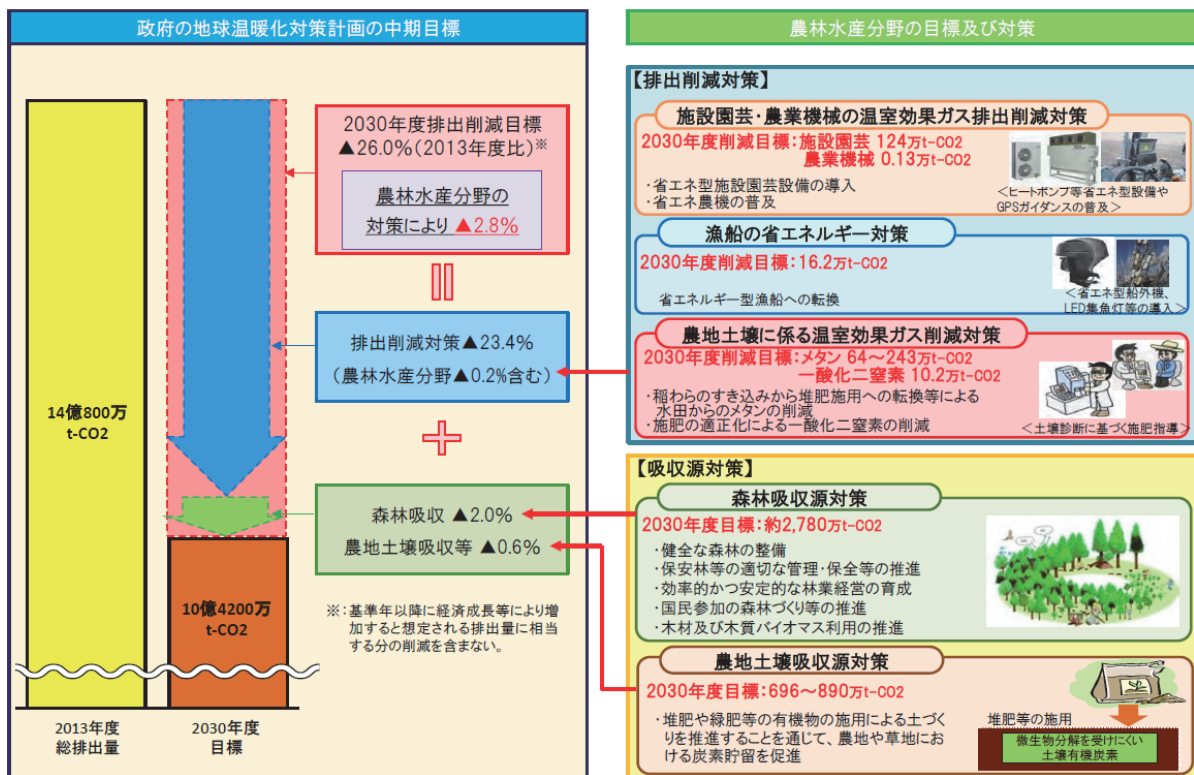 政府の地球温暖化対策計画の中期目標
14億800万
t-CO2
10億4200万
t-CO2
2013年度
総排出量
2030年度
目標
2030年度排出削減目標
▲26.0%(2013年度比)※
農林水産分野の
対策により ▲2.8%
排出削減対策▲23.4%
(農林水産分野▲0.2%含む)
森林吸収 ▲2.0%
農地土壌吸収等 ▲0.6%
※:基準年以降に経済成長等により増
加すると想定される排出量に相当
する分の削減を含まない。
農林水産分野の目標及び対策
【排出削減対策】
施設園芸・農業機械の温室効果ガス排出削減対策
2030年度削減目標:施設園芸 124万t-CO2
農業機械 0.13万t-CO2
・省エネ型施設園芸設備の導入
・省エネ農機の普及
<ヒートポンプ等省エネ型設備や
GPSガイダンスの普及>
漁船の省エネルギー対策
2030年度削減目標:16.2万t-CO2
省エネルギー型漁船への転換
<省エネ型船外機、
LED集魚灯等の導入>
農地土壌に係る温室効果ガス削減対策
2030年度削減目標:メタン 64～243万t-CO2
一酸化二窒素 10.2万t-CO2
・稲わらのすき込みから堆肥施用への転換等による
水田からのメタンの削減
・施肥の適正化による一酸化二窒素の削減
<土壌診断に基づく施肥指導>
【吸収源対策】
森林吸収源対策
2030年度目標:約2,780万t-CO2
・健全な森林の整備
・保安林等の適切な管理・保全等の推進
・効率的かつ安定的な林業経営の育成
・国民参加の森林づくり等の推進
・木材及び木質バイオマス利用の推進
農地土壌吸収源対策
2030年度目標:696～890万t-CO2
・堆肥や緑肥等の有機物の施用による土づく
りを推進することを通じて、農地や草地にお
ける炭素貯留を促進
堆肥等の施用
微生物分解を受けにくい
土壌有機炭素